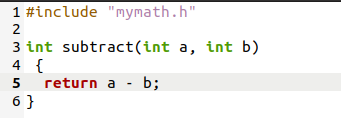 1 #include "mymath.h"
2
3 int subtract(int a, int b)
4  {
5   return a - b;
6 }